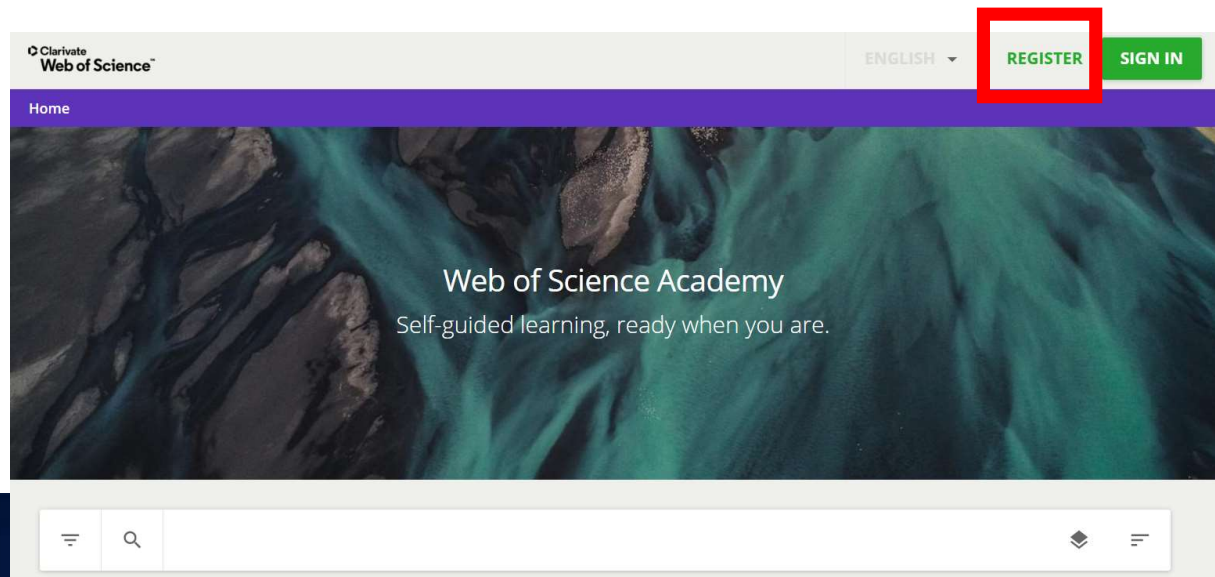 Clarivate
Web of Science™
ENGLISH
REGISTER
SIGN IN
Home
Web of Science Academy
Self-guided learning, ready when you are.